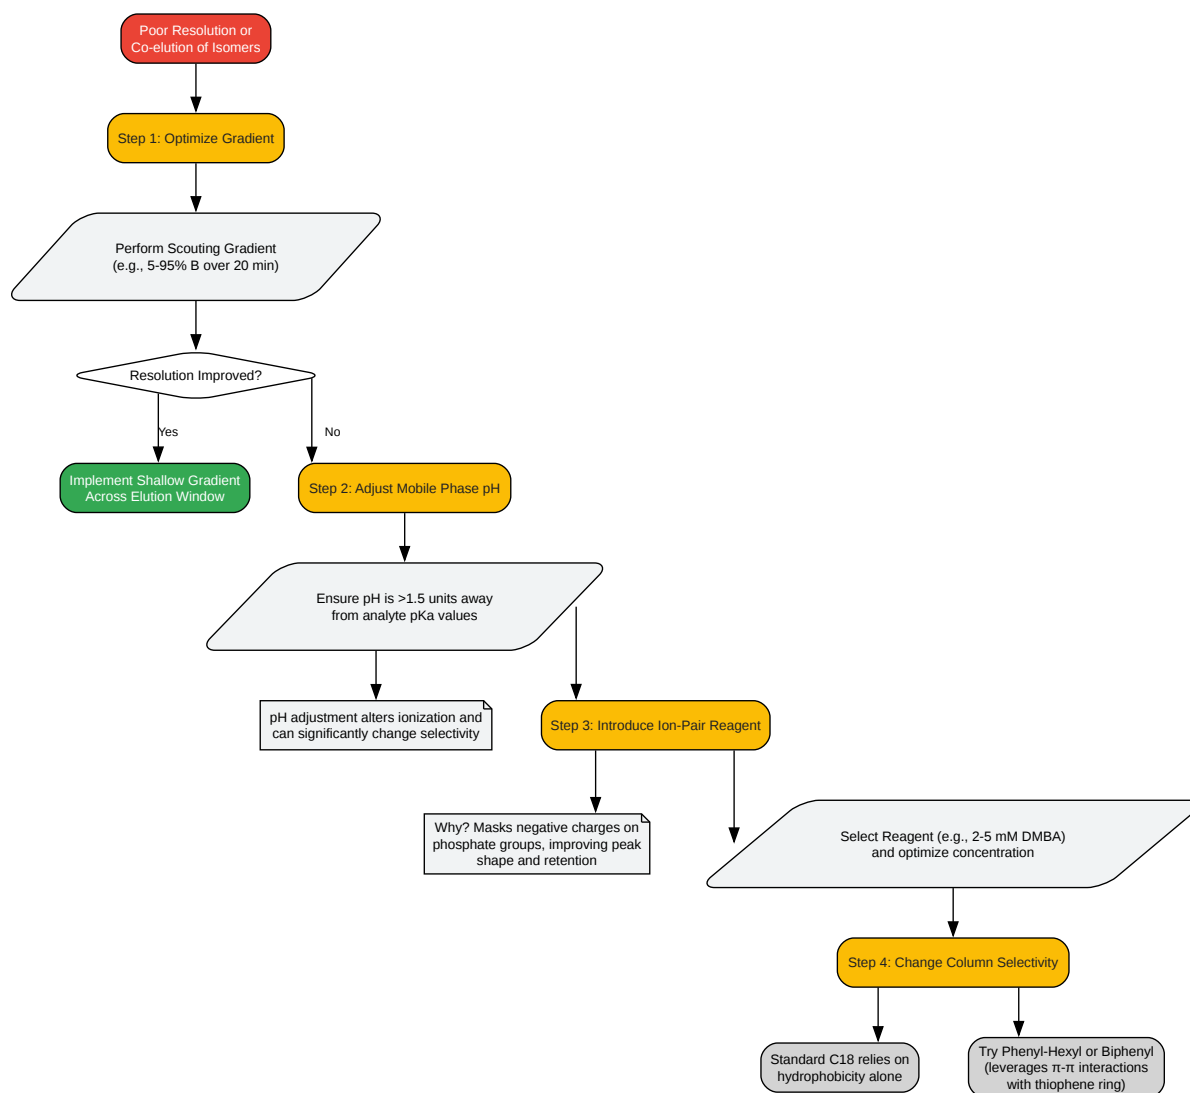 Poor Resolution or
Co-elution of Isomers
Step 1: Optimize Gradient
Perform Scouting Gradient
(e.g., 5-95% B over 20 min)
Resolution Improved?
Yes
No
Implement Shallow Gradient
Across Elution Window
Step 2: Adjust Mobile Phase pH
Ensure pH is >1.5 units away
from analyte pKa values
pH adjustment alters ionization and
can significantly change selectivity
Step 3: Introduce Ion-Pair Reagent
Why? Masks negative charges on
phosphate groups, improving peak
shape and retention
Select Reagent (e.g., 2-5 mM DMBA)
and optimize concentration
Step 4: Change Column Selectivity
Standard C18 relies on
hydrophobicity alone
Try Phenyl-Hexyl or Biphenyl
(leverages π-π interactions
with thiophene ring)